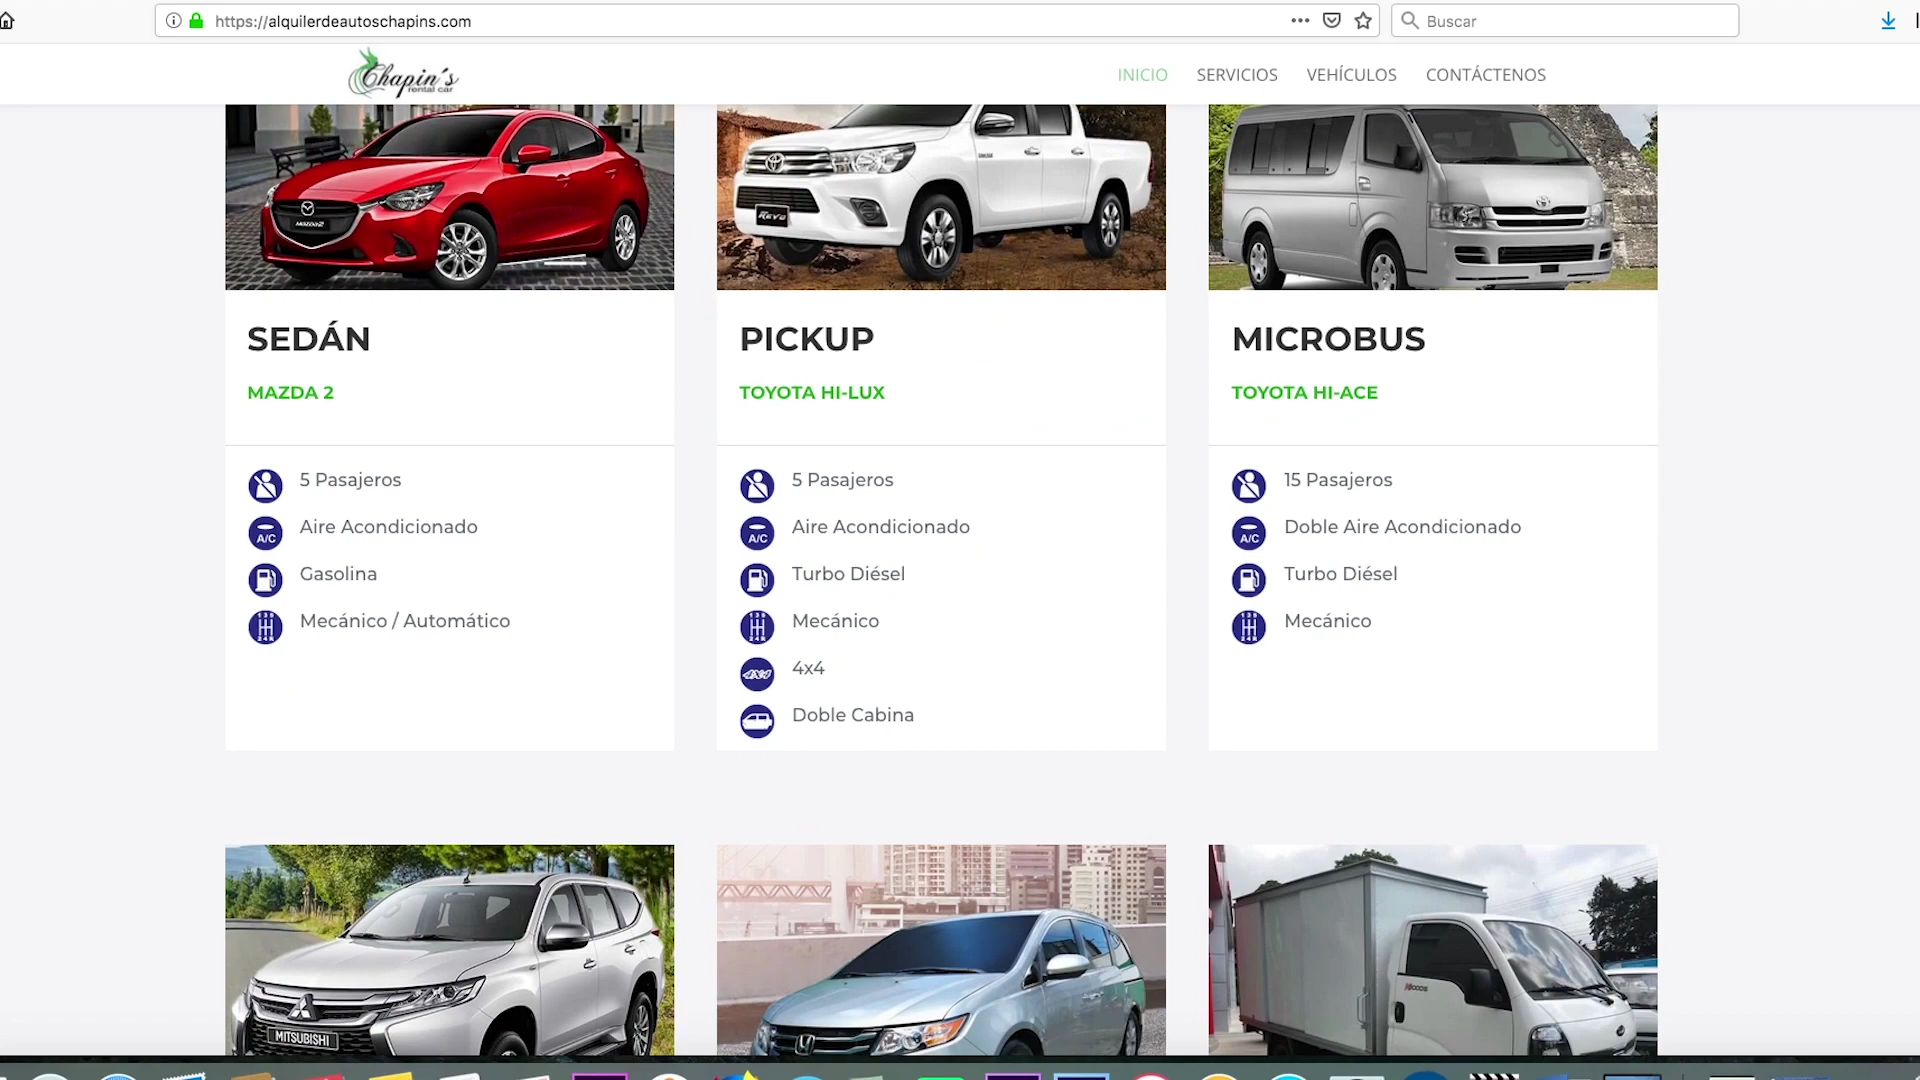 https://alquilerdeautoschapins.com
Buscar
Chapin´s
rental car
INICIO
SERVICIOS
VEHÍCULOS
CONTÁCTENOS
mazda2
REVO
SEDÁN
MAZDA 2
5 Pasajeros
A/C Aire Acondicionado
Gasolina
Mecánico / Automático
PICKUP
TOYOTA HI-LUX
5 Pasajeros
A/C Aire Acondicionado
Turbo Diésel
Mecánico
4x4
Doble Cabina
MICROBUS
TOYOTA HI-ACE
15 Pasajeros
A/C Doble Aire Acondicionado
Turbo Diésel
Mecánico
MITSUBISHI